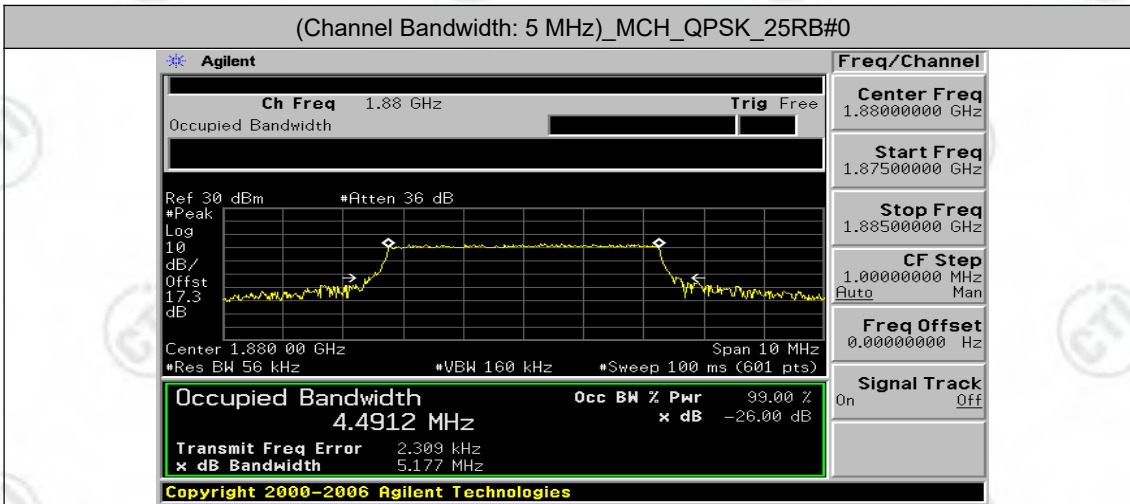 (Channel Bandwidth: 5 MHz)_MCH_QPSK_25RB#0
Agilent
Freq/Channel
Ch Freq 1.88 GHz Trig Free
Occupied Bandwidth
Center Freq
1.88000000 GHz
Start Freq
1.87500000 GHz
Stop Freq
1.88500000 GHz
CF Step
1.00000000 MHz
Auto Man
Freq Offset
0.00000000 Hz
Signal Track
On Off
Ref 30 dBm #Atten 36 dB
#Peak
Log
10
dB/
Offst
17.3
dB
Center 1.880 00 GHz Span 10 MHz
#Res BW 56 kHz #VBW 160 kHz #Sweep 100 ms (601 pts)
Occupied Bandwidth Occ BW % Pwr 99.00 %
4.4912 MHz x dB -26.00 dB
Transmit Freq Error 2.309 kHz
x dB Bandwidth 5.177 MHz
Copyright 2000-2006 Agilent Technologies